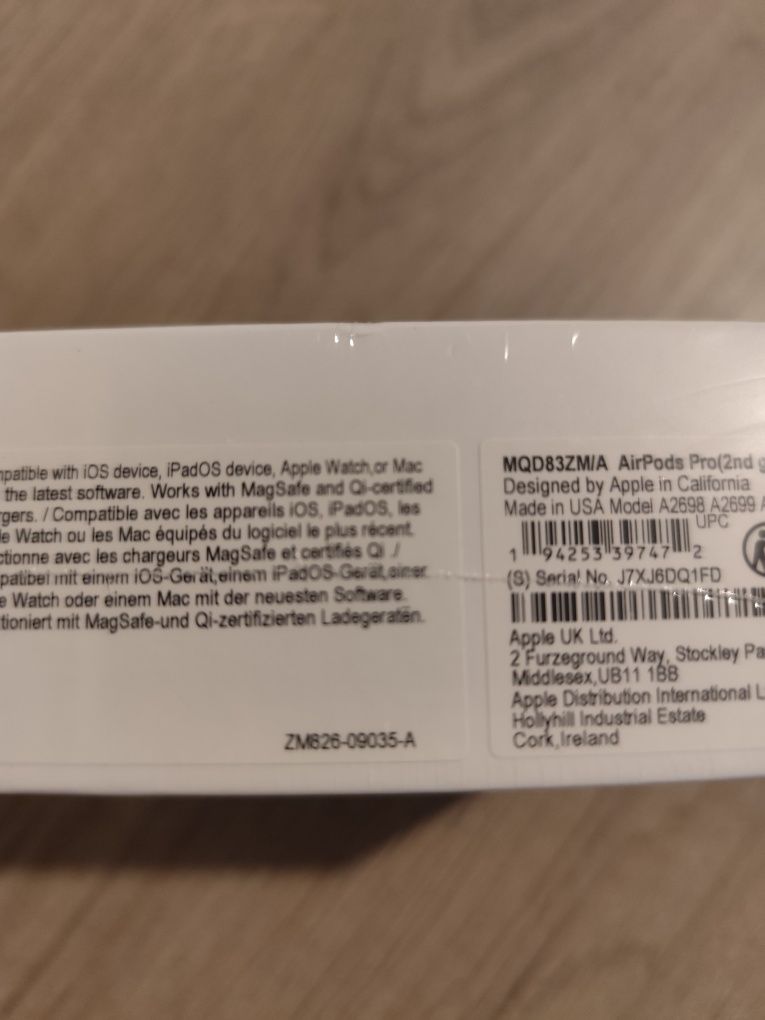 mpatible with iOS device, iPadOS device, Apple Watch,or Mac
the latest software. Works with MagSafe and Qi-certified
rgers. / Compatible avec les appareils iOS, iPadOS, les
le Watch ou les Mac équipés du logiciel le plus récent.
ctionne avec les chargeurs MagSafe et certifiés Qi /
patibel mit einem iOS-Gerät,einem iPadOS-Gerät,einer
e Watch oder einem Mac mit der neuesten Software.
tioniert mit MagSafe-und Qi-zertifizierten Ladegeräten.
ZM626-09035-A
MQD83ZM/A AirPods Pro(2nd g
Designed by Apple in California
Made in USA Model A2698 A2699 A
UPC
1 94253 39747 2
(S) Serial No. J7XJ6DQ1FD
Apple UK Ltd.
2 Furzeground Way, Stockley Pa
Middlesex,UB11 1BB
Apple Distribution International L
Hollyhill Industrial Estate
Cork,Ireland